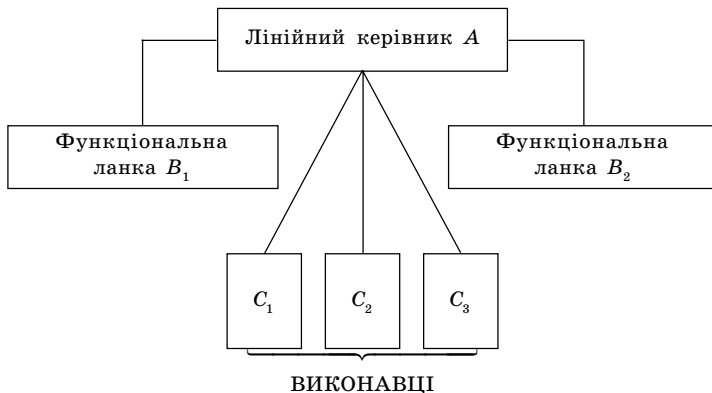 Лінійний керівник A
Функціональна
ланка B₁
Функціональна
ланка B₂
C₁ C₂ C₃
ВИКОНАВЦІ